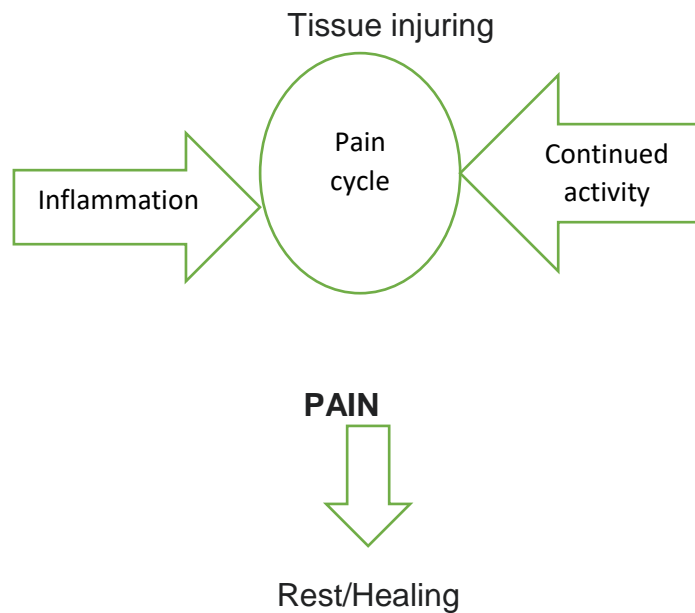 Tissue injuring
Pain
cycle
Inflammation
Continued
activity
PAIN
Rest/Healing